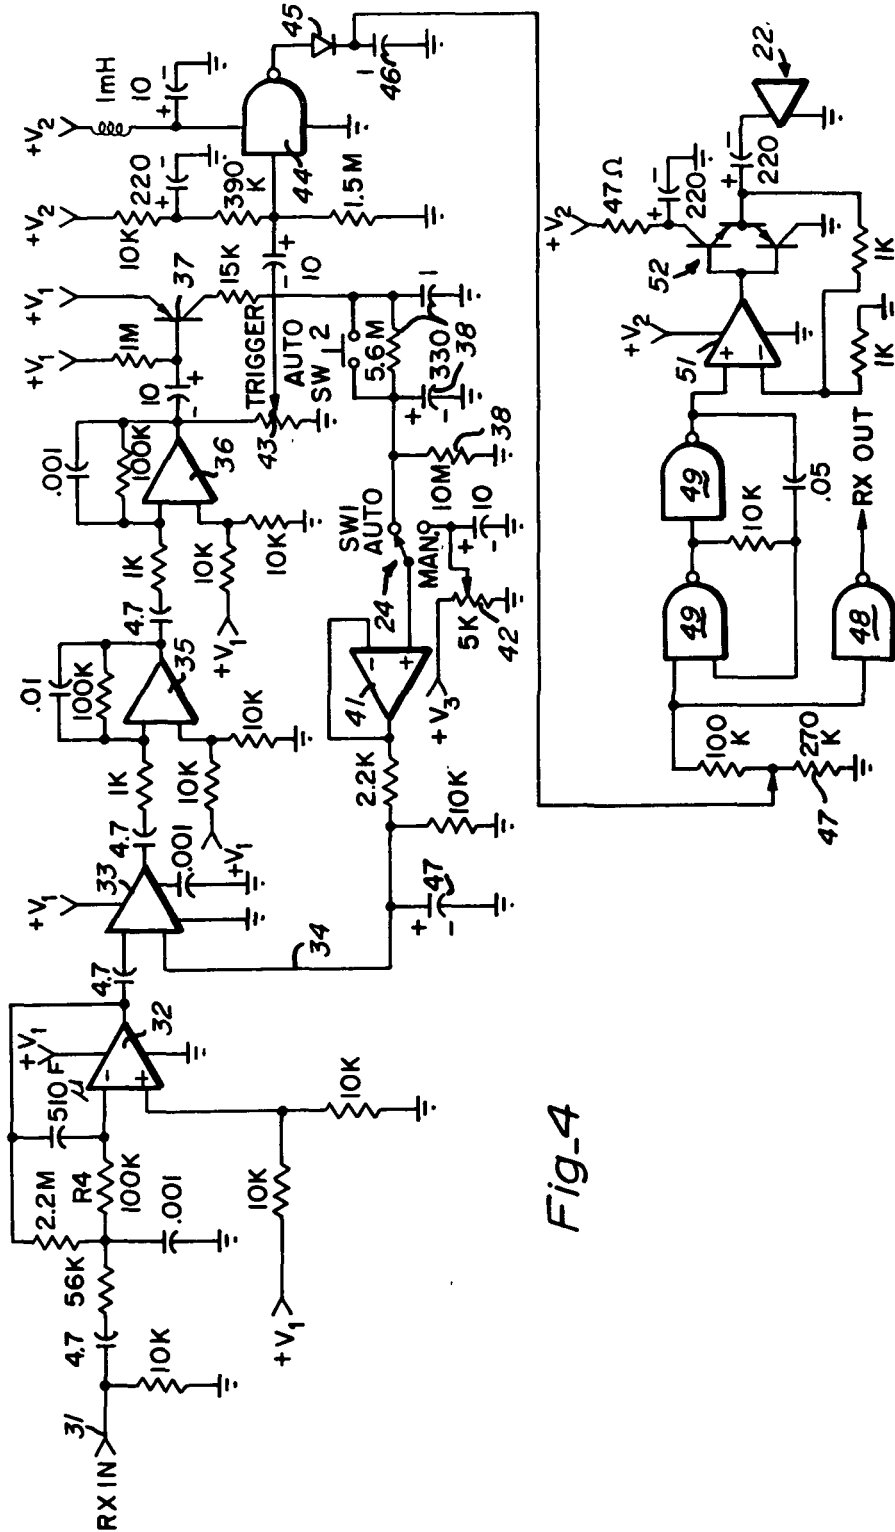 RX IN
31
4.7
10K
56K
2.2M
R4
100K
.001
510
µF
+V1
32
10K
10K
+V1
4.7
+V1
33
.001
34
4.7
1K
10K
+V1
.01
100K
35
10K
4.7
1K
10K
+V1
.001
100K
36
10K
10
+V1
1M
+V1
37
15K
TRIGGER
43
10
+V2
10K
220
390
K
1.5M
+V2
1mH
10
44
45
1
46
AUTO
SW 2
5.6M
330
38
1
38
10M
SW1
AUTO
MAN.
24
10
5K
42
+V3
41
2.2K
10K
47
100
K
270
K
47
49
49
10K
.05
48
RX OUT
51
+V2
52
+V2
47Ω
220
220
22
1K
1K
Fig_4